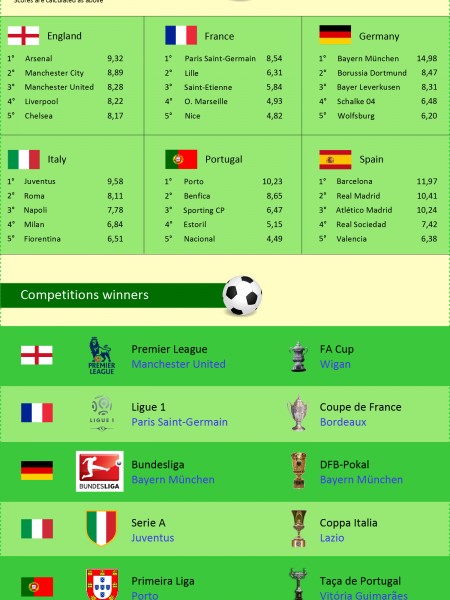 Scores are calculated as above
England
1° Arsenal 9,32
2° Manchester City 8,89
3° Manchester United 8,28
4° Liverpool 8,22
5° Chelsea 8,17
France
1° Paris Saint-Germain 8,54
2° Lille 6,31
3° Saint-Etienne 5,84
4° O. Marseille 4,93
5° Nice 4,82
Germany
1° Bayern München 14,98
2° Borussia Dortmund 8,47
3° Bayer Leverkusen 8,31
4° Schalke 04 6,48
5° Wolfsburg 6,20
Italy
1° Juventus 9,58
2° Roma 8,11
3° Napoli 7,78
4° Milan 6,84
5° Fiorentina 6,51
Portugal
1° Porto 10,23
2° Benfica 8,65
3° Sporting CP 6,47
4° Estoril 5,15
5° Nacional 4,49
Spain
1° Barcelona 11,97
2° Real Madrid 10,41
3° Atlético Madrid 10,24
4° Real Sociedad 7,42
5° Valencia 6,38
Competitions winners
PREMIER
LEAGUE
Premier League
Manchester United
FA Cup
Wigan
LIGUE 1
Ligue 1
Paris Saint-Germain
Coupe de France
Bordeaux
BUNDESLIGA
Bundesliga
Bayern München
DFB-Pokal
Bayern München
Serie A
Juventus
Coppa Italia
Lazio
Primeira Liga
Porto
Taça de Portugal
Vitória Guimarães